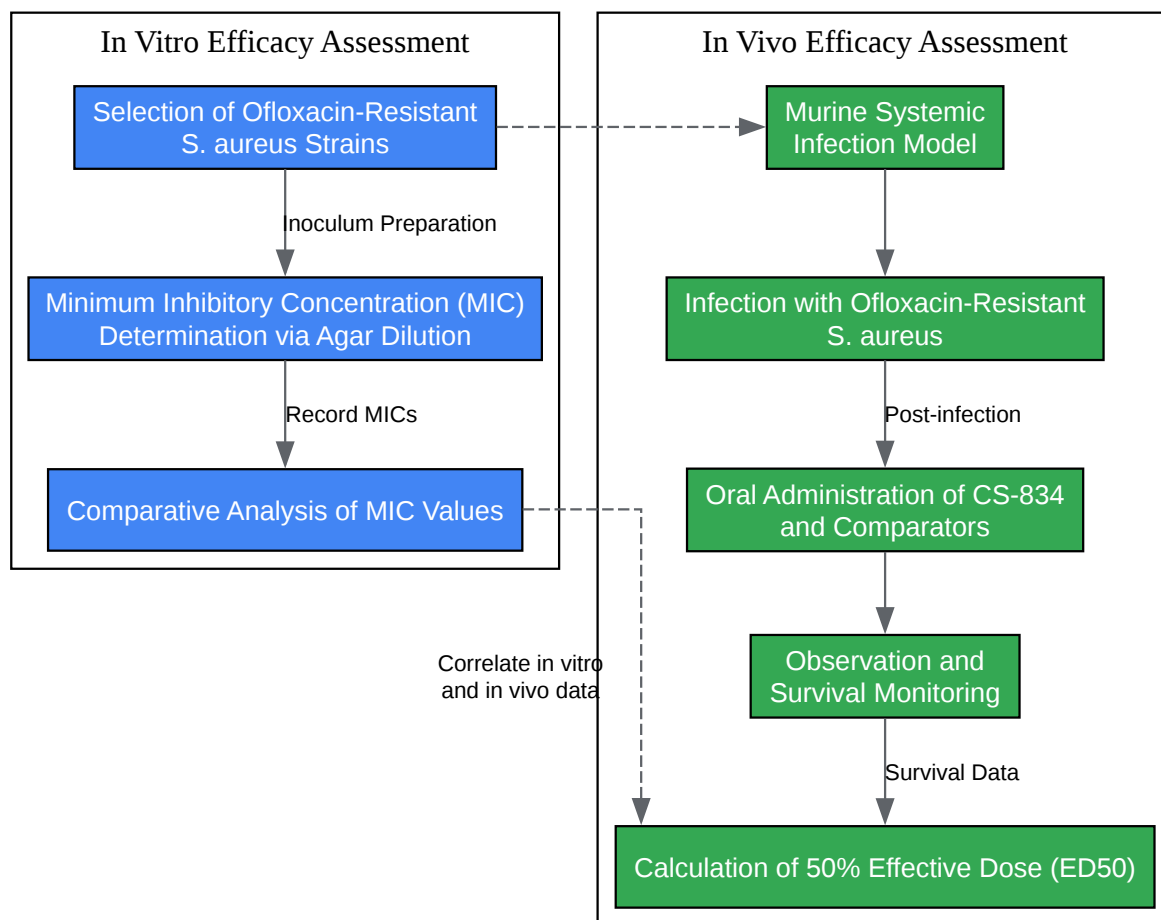 In Vitro Efficacy Assessment
Selection of Ofloxacin-Resistant
S. aureus Strains
Inoculum Preparation
Minimum Inhibitory Concentration (MIC)
Determination via Agar Dilution
Record MICs
Comparative Analysis of MIC Values
Correlate in vitro
and in vivo data
In Vivo Efficacy Assessment
Murine Systemic
Infection Model
Infection with Ofloxacin-Resistant
S. aureus
Post-infection
Oral Administration of CS-834
and Comparators
Observation and
Survival Monitoring
Survival Data
Calculation of 50% Effective Dose (ED50)